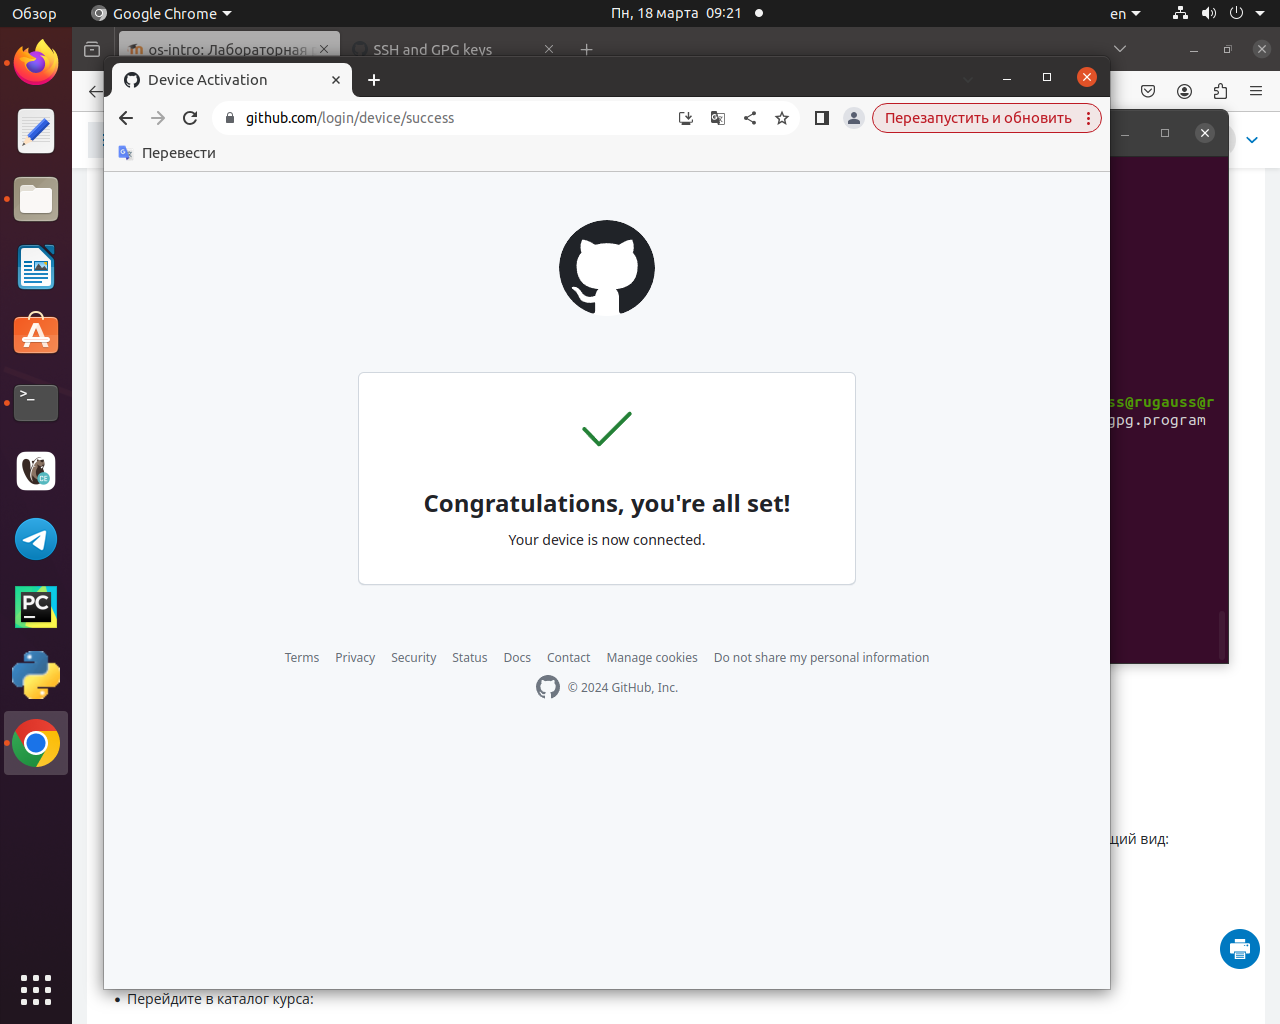 Обзор
Google Chrome
Пн, 18 марта 09:21
en
os-intro: Лабораторная
SSH and GPG keys
Device Activation
github.com/login/device/success
Перезапустить и обновить
Перевести
ss@rugauss@r
gpg.program
Congratulations, you're all set!
Your device is now connected.
Terms Privacy Security Status Docs Contact Manage cookies Do not share my personal information
© 2024 GitHub, Inc.
щий вид:
• Перейдите в каталог курса: